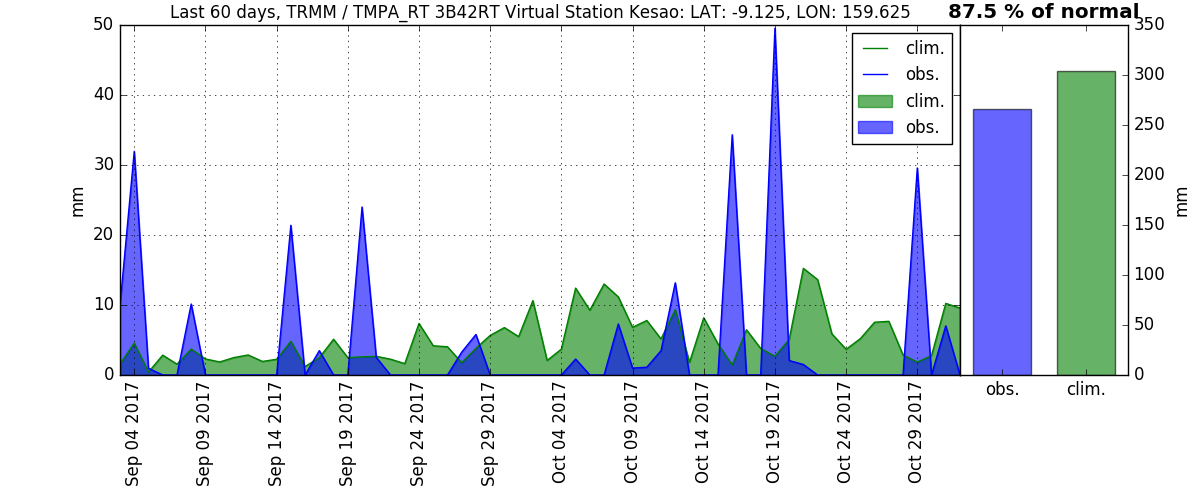 Last 60 days, TRMM / TMPA_RT 3B42RT Virtual Station Kesao: LAT: -9.125, LON: 159.625
87.5 % of normal
50
40
30
20
10
0
mm
clim.
obs.
clim.
obs.
350
300
250
200
150
100
50
0
mm
Sep 04 2017
Sep 09 2017
Sep 14 2017
Sep 19 2017
Sep 24 2017
Sep 29 2017
Oct 04 2017
Oct 09 2017
Oct 14 2017
Oct 19 2017
Oct 24 2017
Oct 29 2017
obs.
clim.